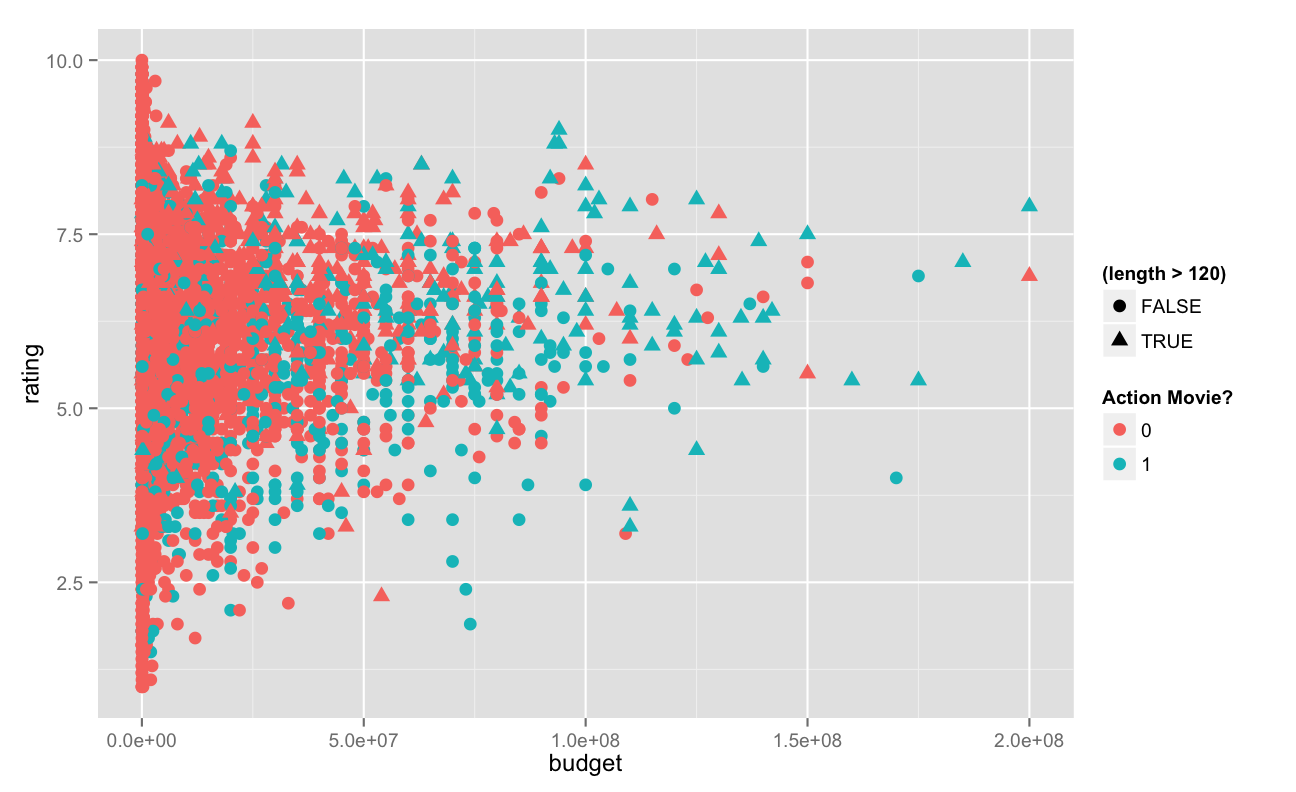 10.0
7.5
5.0
2.5
rating
0.0e+00
5.0e+07
1.0e+08
1.5e+08
2.0e+08
budget
(length > 120)
FALSE
TRUE
Action Movie?
0
1